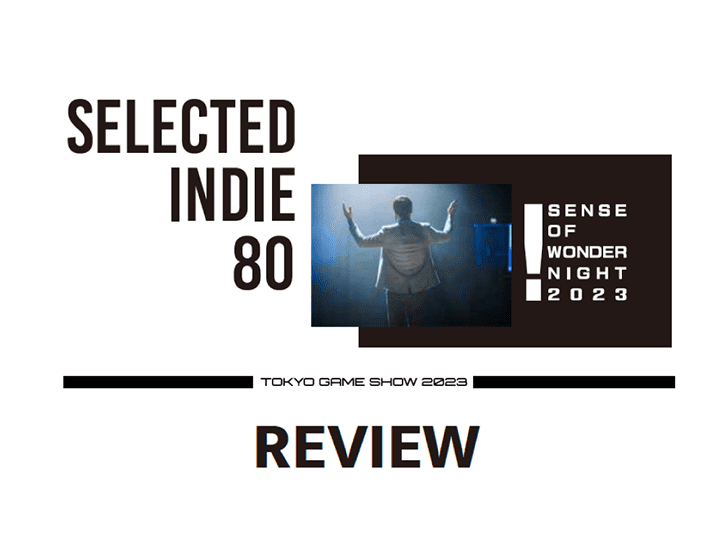 SELECTED
INDIE
80
!
SENSE
OF
WONDER
NIGHT
2023
TOKYO GAME SHOW 2023
REVIEW